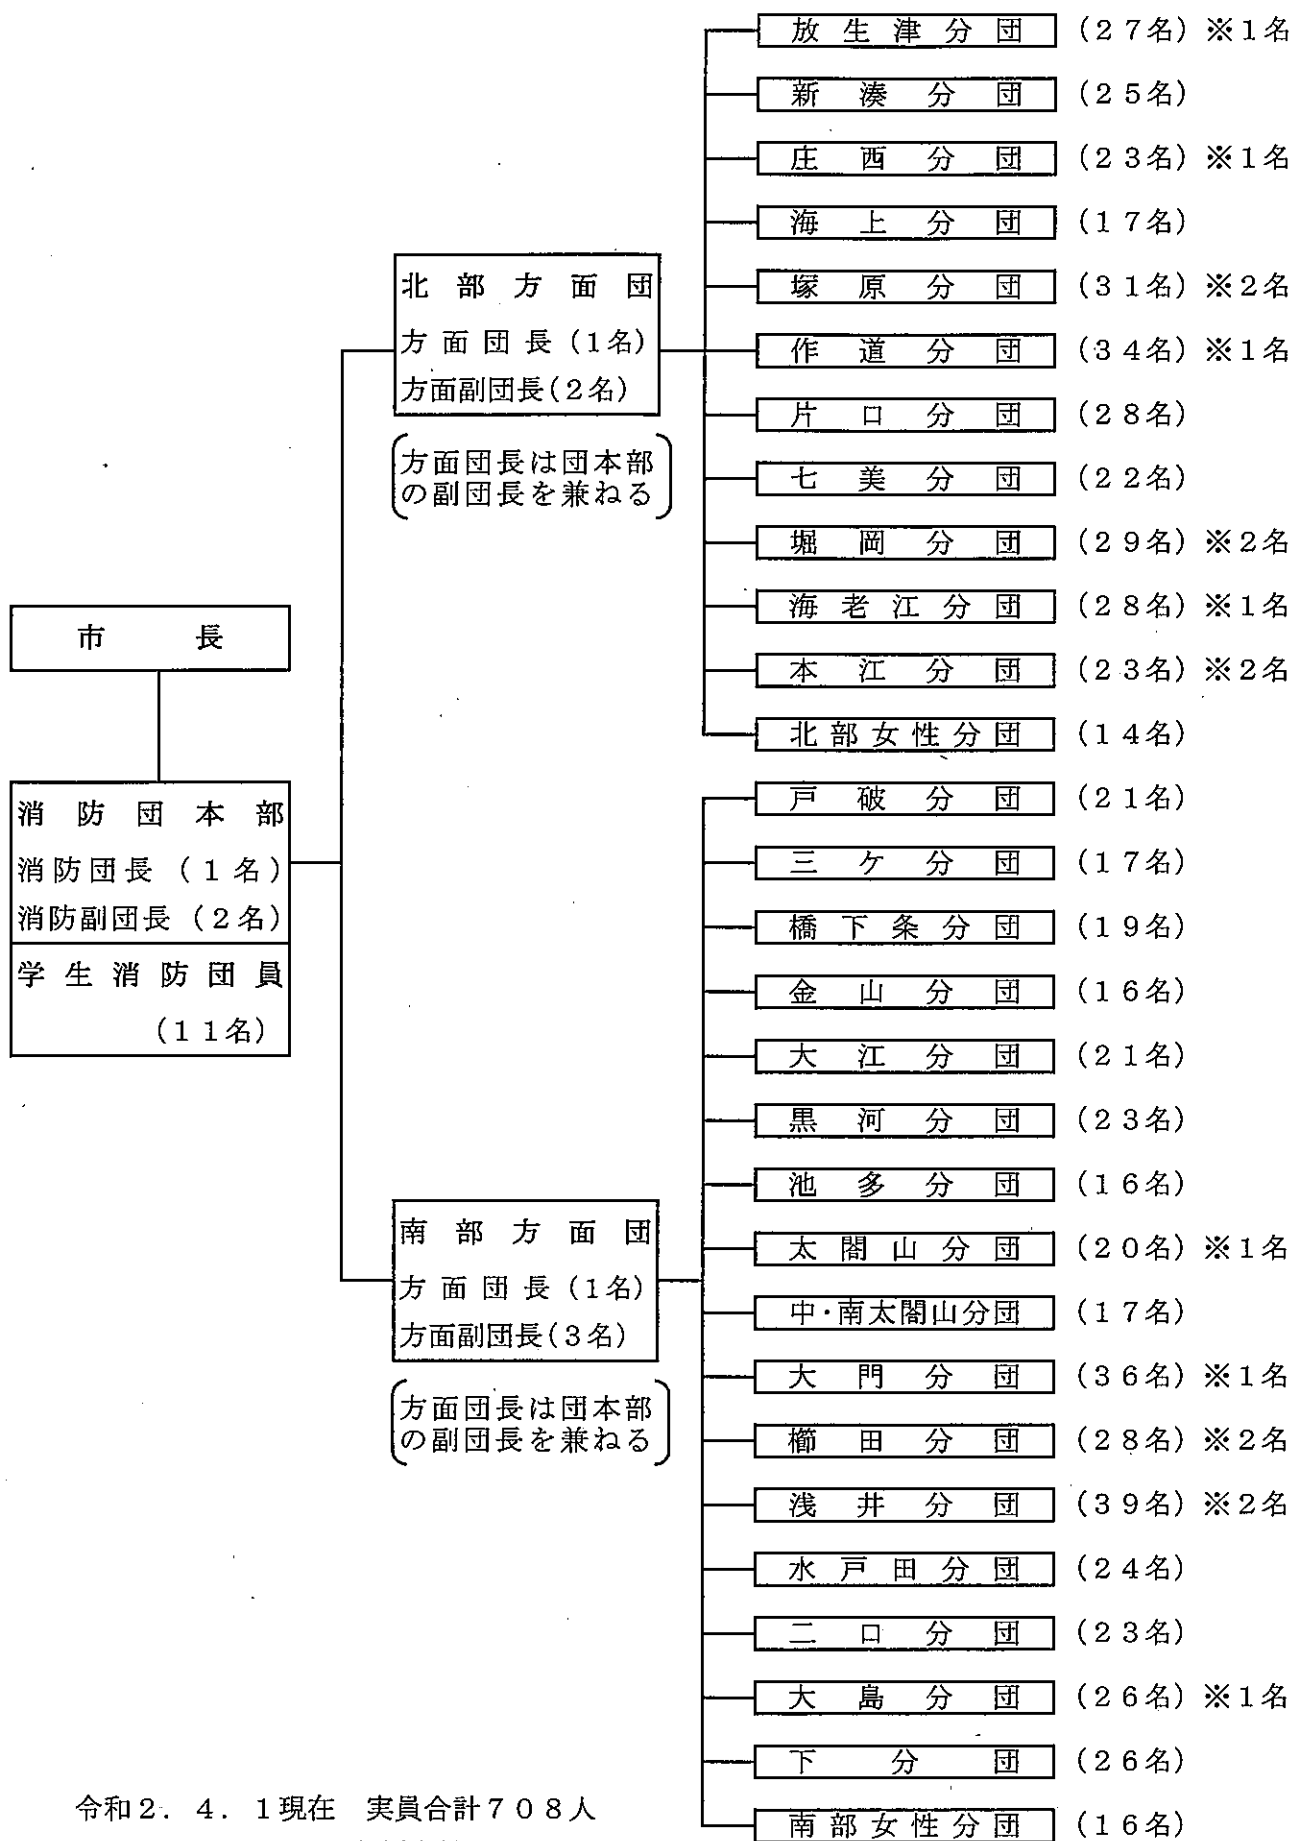 市長
消防団本部
消防団長（１名）
消防副団長（２名）
学生消防団員
（１１名）
北部方面団
方面団長（１名）
方面副団長（２名）
方面団長は団本部
の副団長を兼ねる
放生津分団（２７名）※１名
新湊分団（２５名）
庄西分団（２３名）※１名
海上分団（１７名）
塚原分団（３１名）※２名
作道分団（３４名）※１名
片口分団（２８名）
七美分団（２２名）
堀岡分団（２９名）※２名
海老江分団（２８名）※１名
本江分団（２３名）※２名
北部女性分団（１４名）
南部方面団
方面団長（１名）
方面副団長（３名）
方面団長は団本部
の副団長を兼ねる
戸破分団（２１名）
三ケ分団（１７名）
橋下条分団（１９名）
金山分団（１６名）
大江分団（２１名）
黒河分団（２３名）
池多分団（１６名）
太閤山分団（２０名）※１名
中・南太閤山分団（１７名）
大門分団（３６名）※１名
櫛田分団（２８名）※２名
浅井分団（３９名）※２名
水戸田分団（２４名）
二口分団（２３名）
大島分団（２６名）※１名
下分団（２６名）
南部女性分団（１６名）
令和２．４．１現在　実員合計７０８人